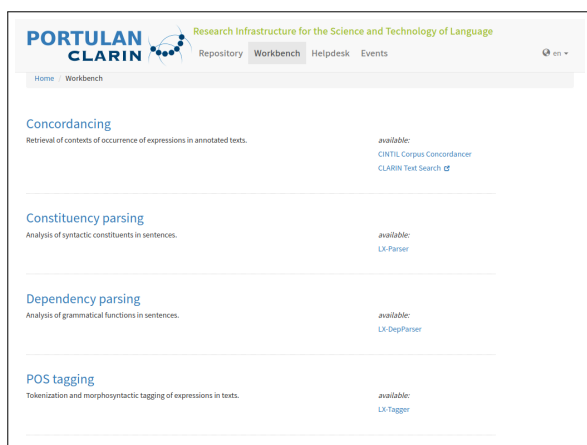 PORTULAN
CLARIN
Research Infrastructure for the Science and Technology of Language
Repository Workbench Helpdesk Events
en
Home / Workbench
Concordancing
Retrieval of contexts of occurrence of expressions in annotated texts.
available:
CINTIL Corpus Concordancer
CLARIN Text Search
Constituency parsing
Analysis of syntactic constituents in sentences.
available:
LX-Parser
Dependency parsing
Analysis of grammatical functions in sentences.
available:
LX-DepParser
POS tagging
Tokenization and morphosyntactic tagging of expressions in texts.
available:
LX-Tagger